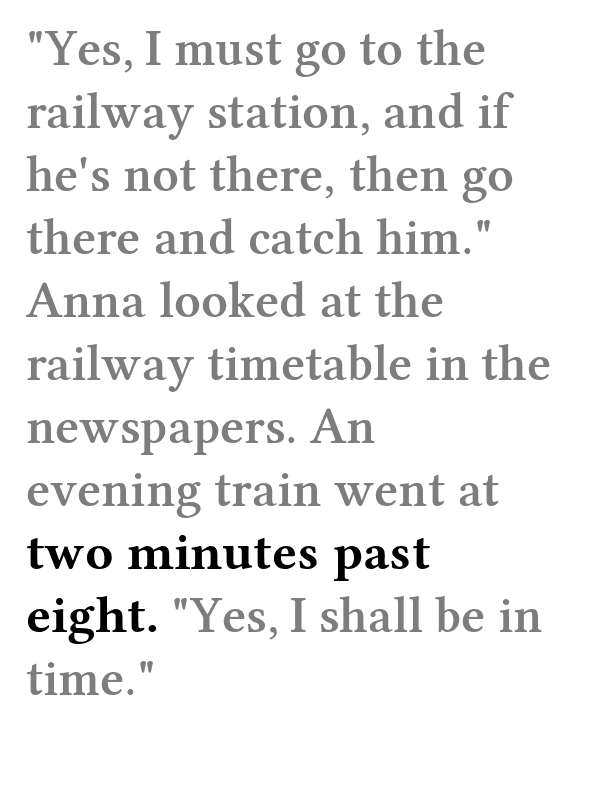 "Yes, I must go to the
railway station, and if
he's not there, then go
there and catch him."
Anna looked at the
railway timetable in the
newspapers. An
evening train went at
two minutes past
eight. "Yes, I shall be in
time."